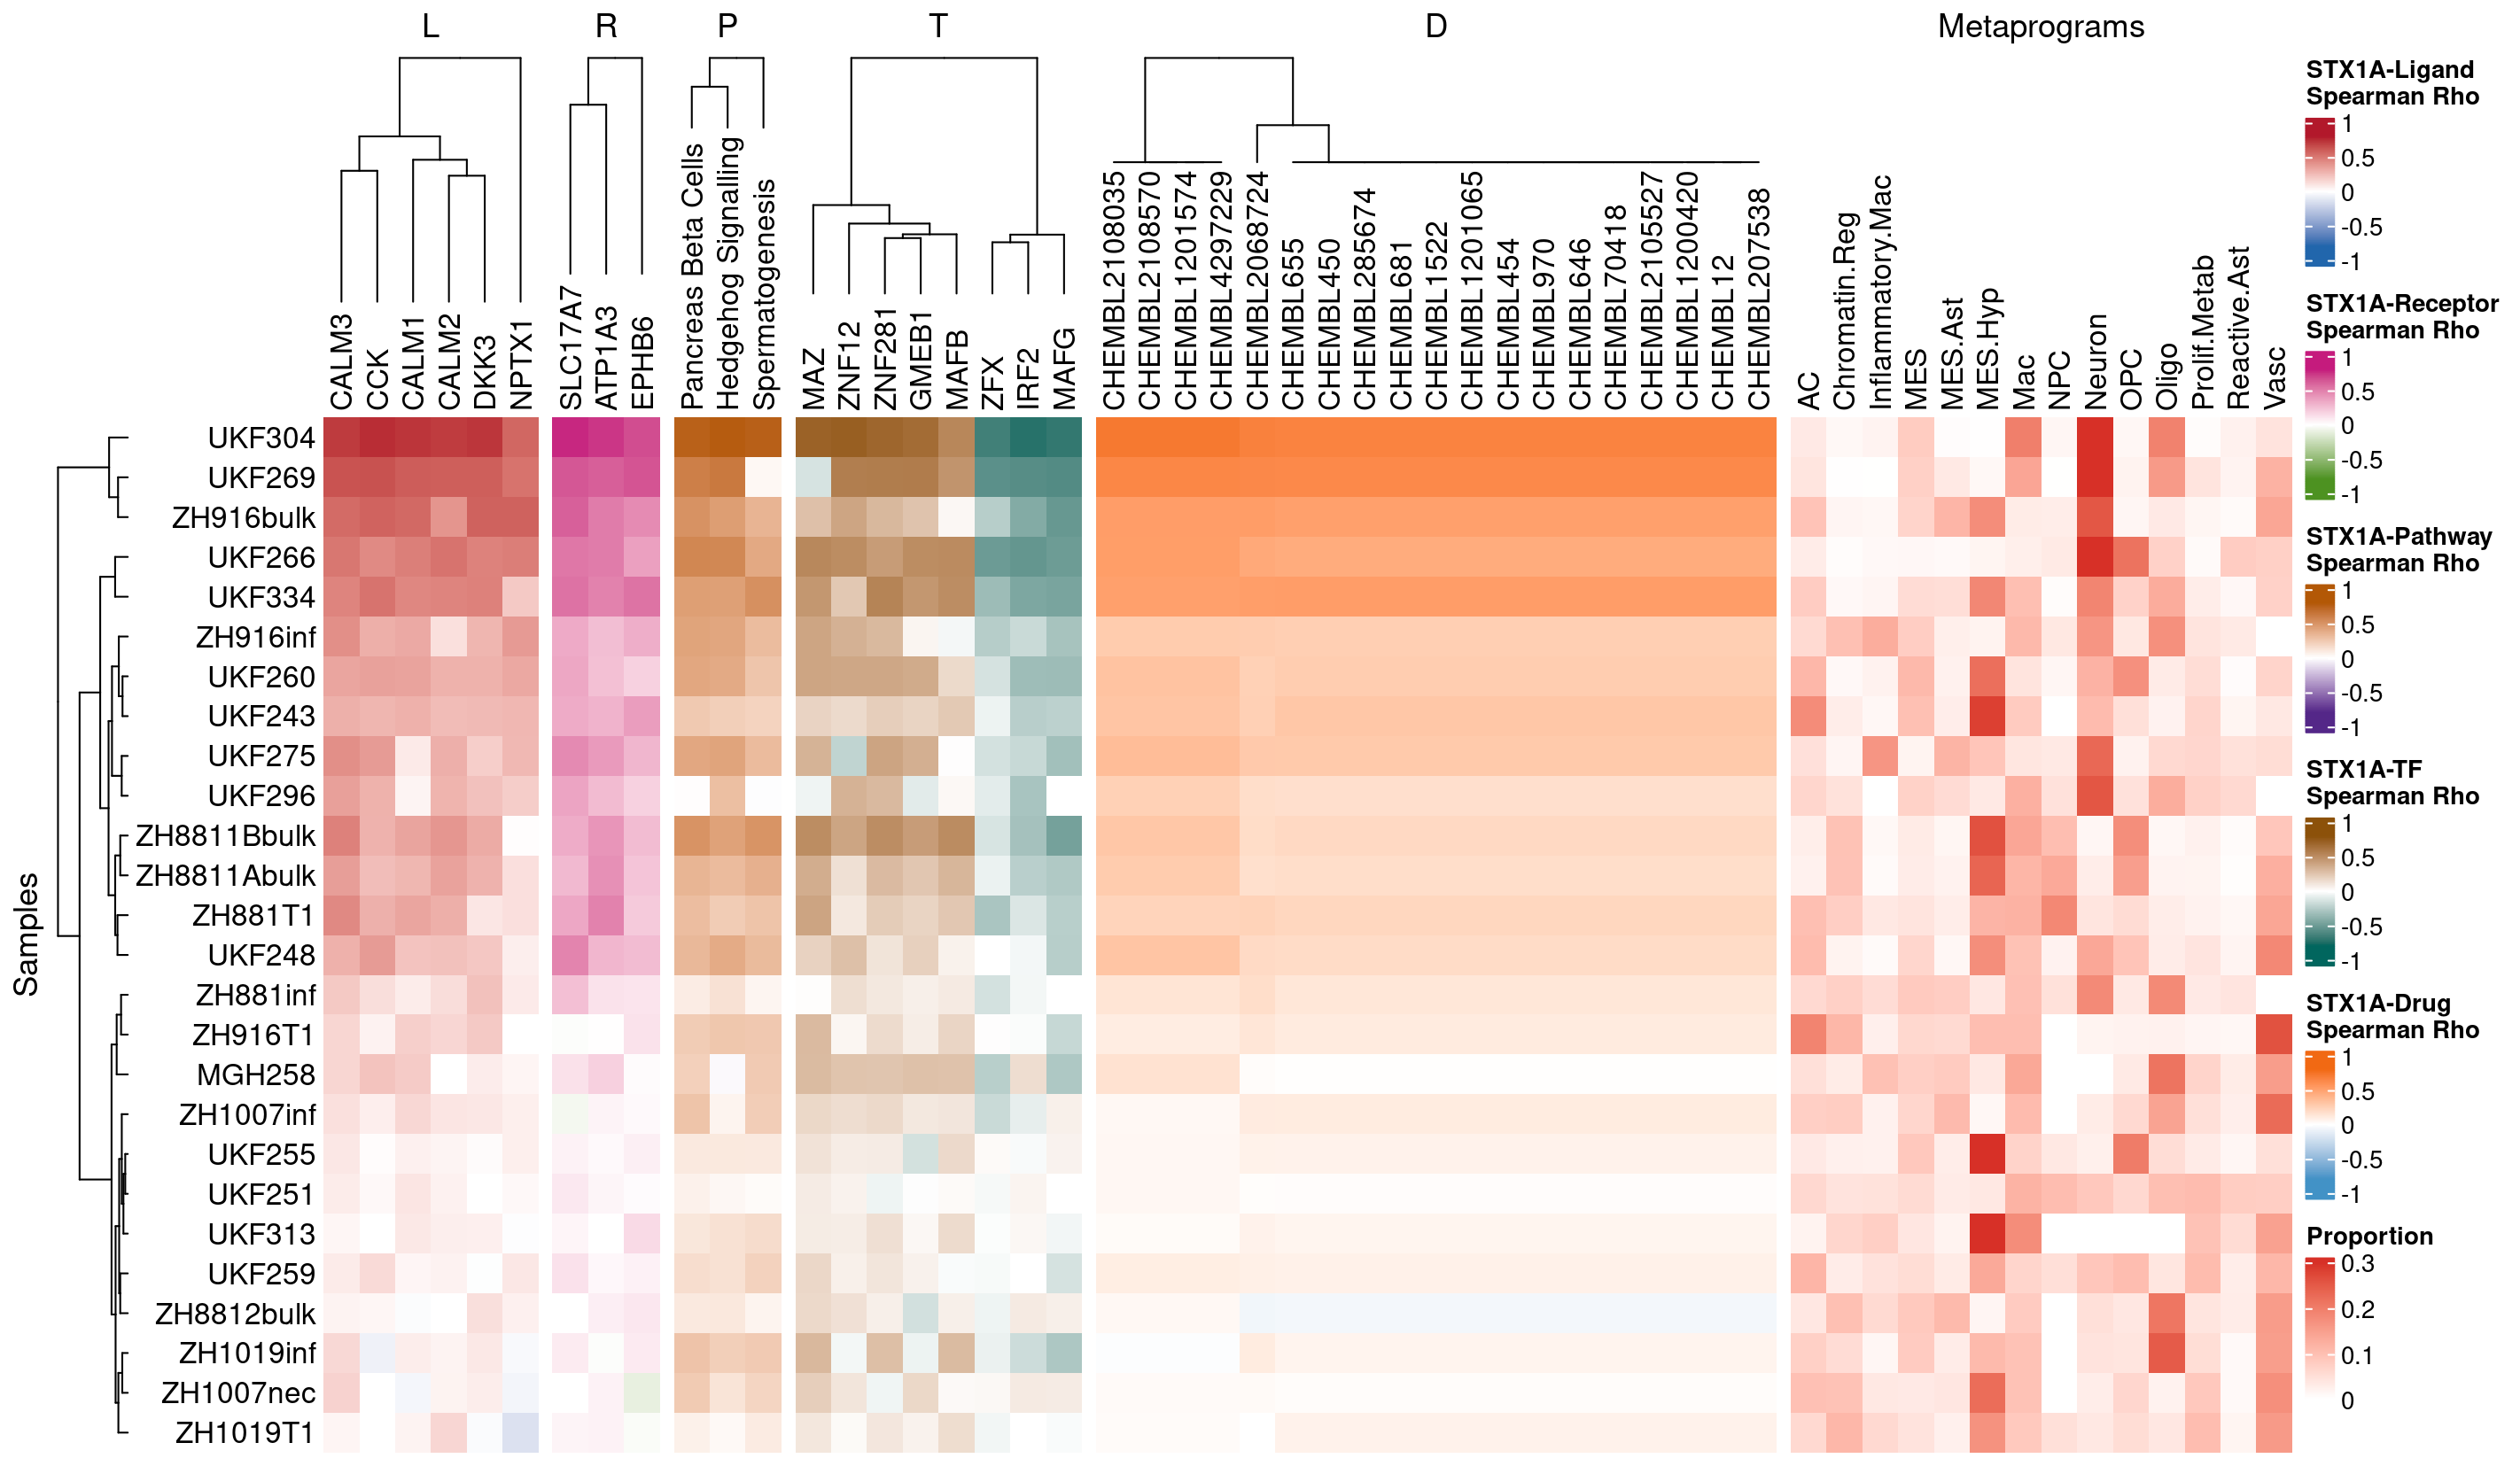 L
R
P
T
D
Metaprograms
CALM3
CCK
CALM1
CALM2
DKK3
NPTX1
SLC17A7
ATP1A3
EPHB6
Pancreas Beta Cells
Hedgehog Signalling
Spermatogenesis
MAZ
ZNF12
ZNF281
GMEB1
MAFB
ZFX
IRF2
MAFG
CHEMBL2108035
CHEMBL2108570
CHEMBL1201574
CHEMBL4297229
CHEMBL2068724
CHEMBL655
CHEMBL450
CHEMBL285674
CHEMBL681
CHEMBL1522
CHEMBL1201065
CHEMBL454
CHEMBL970
CHEMBL646
CHEMBL70418
CHEMBL2105527
CHEMBL1200420
CHEMBL12
CHEMBL207538
AC
Chromatin.Reg
Inflammatory.Mac
MES
MES.Ast
MES.Hyp
Mac
NPC
Neuron
OPC
Oligo
Prolif.Metab
Reactive.Ast
Vasc
Samples
UKF304
UKF269
ZH916bulk
UKF266
UKF334
ZH916inf
UKF260
UKF243
UKF275
UKF296
ZH8811Bbulk
ZH8811Abulk
ZH881T1
UKF248
ZH881inf
ZH916T1
MGH258
ZH1007inf
UKF255
UKF251
UKF313
UKF259
ZH8812bulk
ZH1019inf
ZH1007nec
ZH1019T1
STX1A-Ligand
Spearman Rho
1
0.5
0
-0.5
-1
STX1A-Receptor
Spearman Rho
1
0.5
0
-0.5
-1
STX1A-Pathway
Spearman Rho
1
0.5
0
-0.5
-1
STX1A-TF
Spearman Rho
1
0.5
0
-0.5
-1
STX1A-Drug
Spearman Rho
1
0.5
0
-0.5
-1
Proportion
0.3
0.2
0.1
0